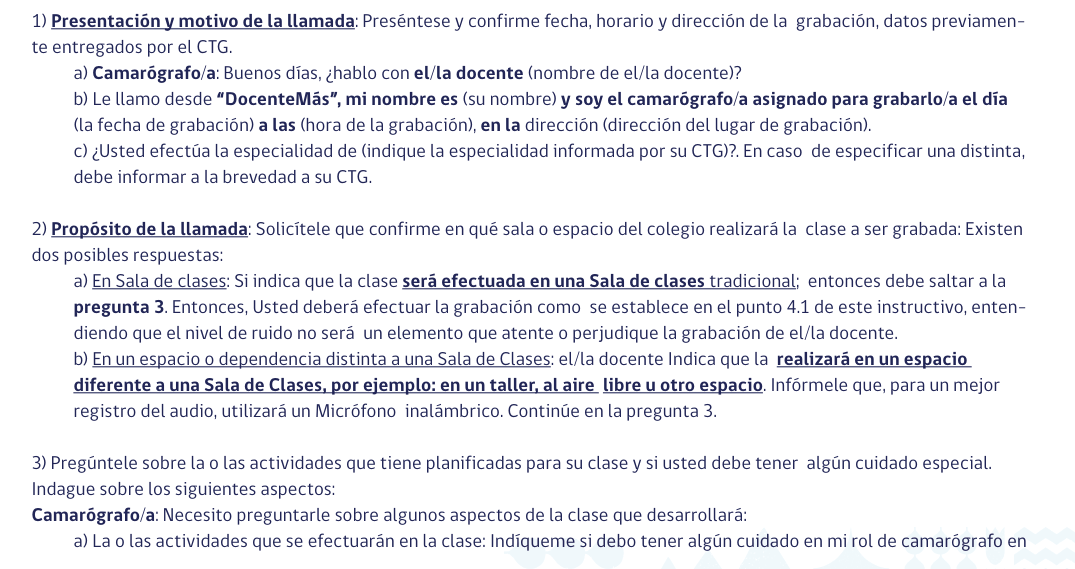 1) Presentación y motivo de la llamada: Preséntese y confirme fecha, horario y dirección de la grabación, datos previamen-
te entregados por el CTG.
a) Camarógrafo/a: Buenos días, ¿hablo con el/la docente (nombre de el/la docente)?
b) Le llamo desde “DocenteMás”, mi nombre es (su nombre) y soy el camarógrafo/a asignado para grabarlo/a el día
(la fecha de grabación) a las (hora de la grabación), en la dirección (dirección del lugar de grabación).
c) ¿Usted efectúa la especialidad de (indique la especialidad informada por su CTG)?. En caso de especificar una distinta,
debe informar a la brevedad a su CTG.
2) Propósito de la llamada: Solicítele que confirme en qué sala o espacio del colegio realizará la clase a ser grabada: Existen
dos posibles respuestas:
a) En Sala de clases: Si indica que la clase será efectuada en una Sala de clases tradicional; entonces debe saltar a la
pregunta 3. Entonces, Usted deberá efectuar la grabación como se establece en el punto 4.1 de este instructivo, enten-
diendo que el nivel de ruido no será un elemento que atente o perjudique la grabación de el/la docente.
b) En un espacio o dependencia distinta a una Sala de Clases: el/la docente Indica que la realizará en un espacio
diferente a una Sala de Clases, por ejemplo: en un taller, al aire libre u otro espacio. Infórmele que, para un mejor
registro del audio, utilizará un Micrófono inalámbrico. Continúe en la pregunta 3.
3) Pregúntele sobre la o las actividades que tiene planificadas para su clase y si usted debe tener algún cuidado especial.
Indague sobre los siguientes aspectos:
Camarógrafo/a: Necesito preguntarle sobre algunos aspectos de la clase que desarrollará:
a) La o las actividades que se efectuarán en la clase: Indíqueme si debo tener algún cuidado en mi rol de camarógrafo en